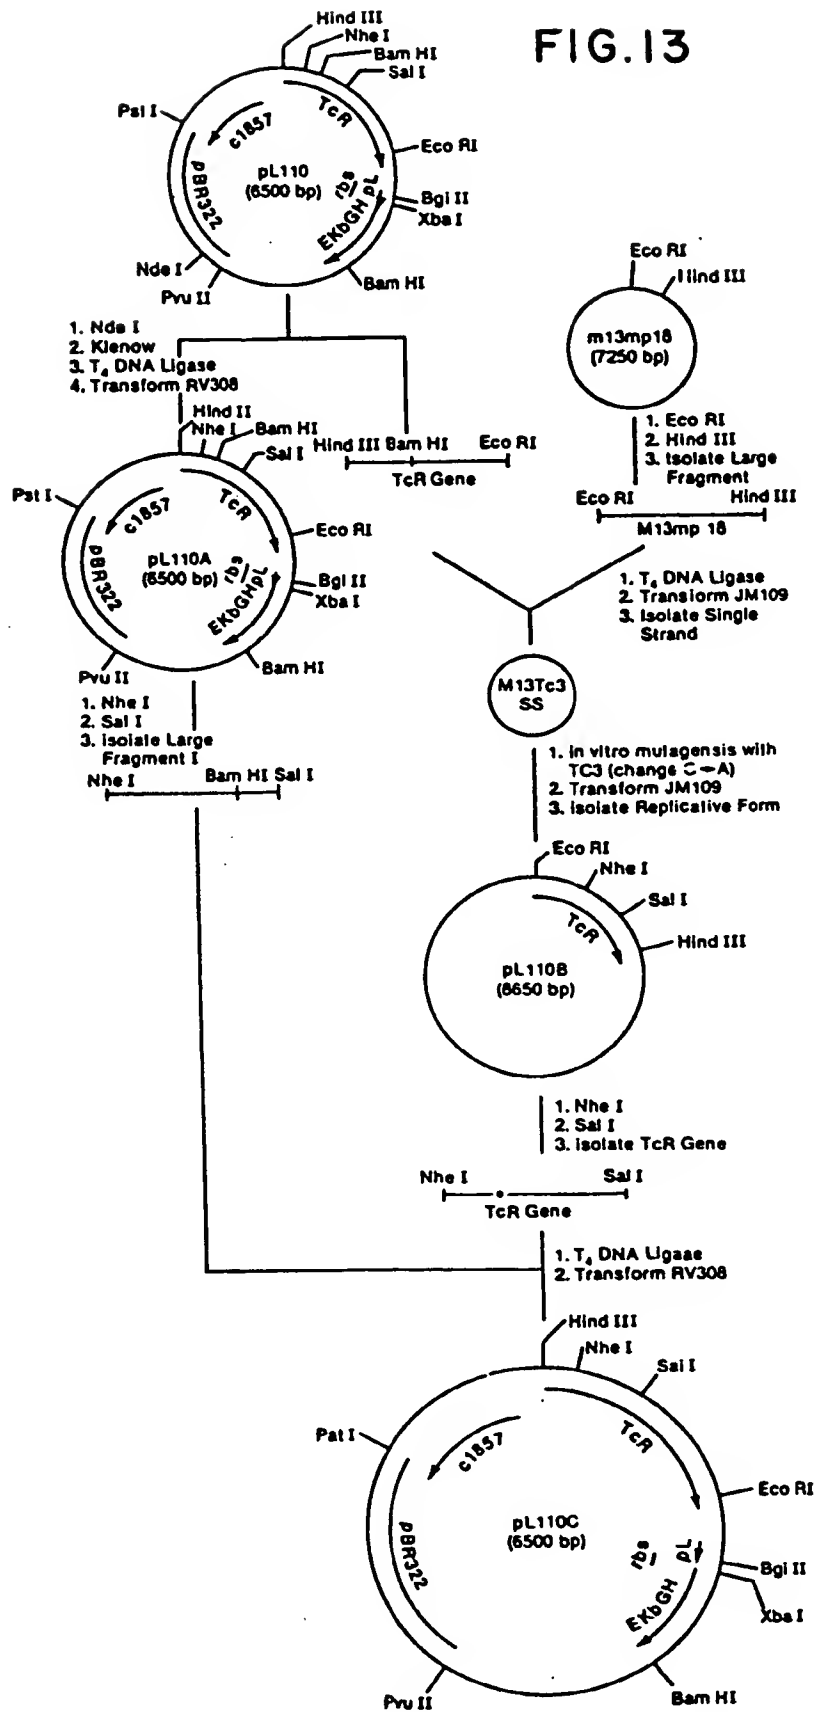 FIG.13
Hind III
Nhe I
Bam HI
Sal I
Pst I
TcR
c1857
Eco RI
pL110
(6500 bp)
rbs
pL
pBR322
EKbGH
Bgl II
Xba I
Nde I
Pvu II
Bam HI
Eco RI
Hind III
m13mp18
(7250 bp)
1. Nde I
2. Klenow
3. T4 DNA Ligase
4. Transform RV308
1. Eco RI
2. Hind III
3. Isolate Large
Fragment
Hind II
Nhe I
Bam HI
Sal I
Hind III Bam HI Eco RI
TcR Gene
Eco RI Hind III
M13mp 18
Pst I
c1857
TcR
Eco RI
pL110A
(6500 bp)
rbs
pL
pBR322
EKbGH
Bgl II
Xba I
Pvu II
Bam HI
1. T4 DNA Ligase
2. Transform JM109
3. Isolate Single
Strand
M13Tc3
SS
1. Nhe I
2. Sal I
3. Isolate Large
Fragment I
Nhe I Bam HI Sal I
1. In vitro mutagensis with
TC3 (change C→A)
2. Transform JM109
3. Isolate Replicative Form
Eco RI
Nhe I
Sal I
TcR
Hind III
pL110B
(8650 bp)
1. Nhe I
2. Sal I
3. Isolate TcR Gene
Nhe I Sal I
TcR Gene
1. T4 DNA Ligaae
2. Transform RV308
Hind III
Nhe I
Sal I
Pat I
c1857
TcR
Eco RI
pL110C
(6500 bp)
rbs
pL
pBR322
EKbGH
Bgl II
Xba I
Pvu II
Bam HI